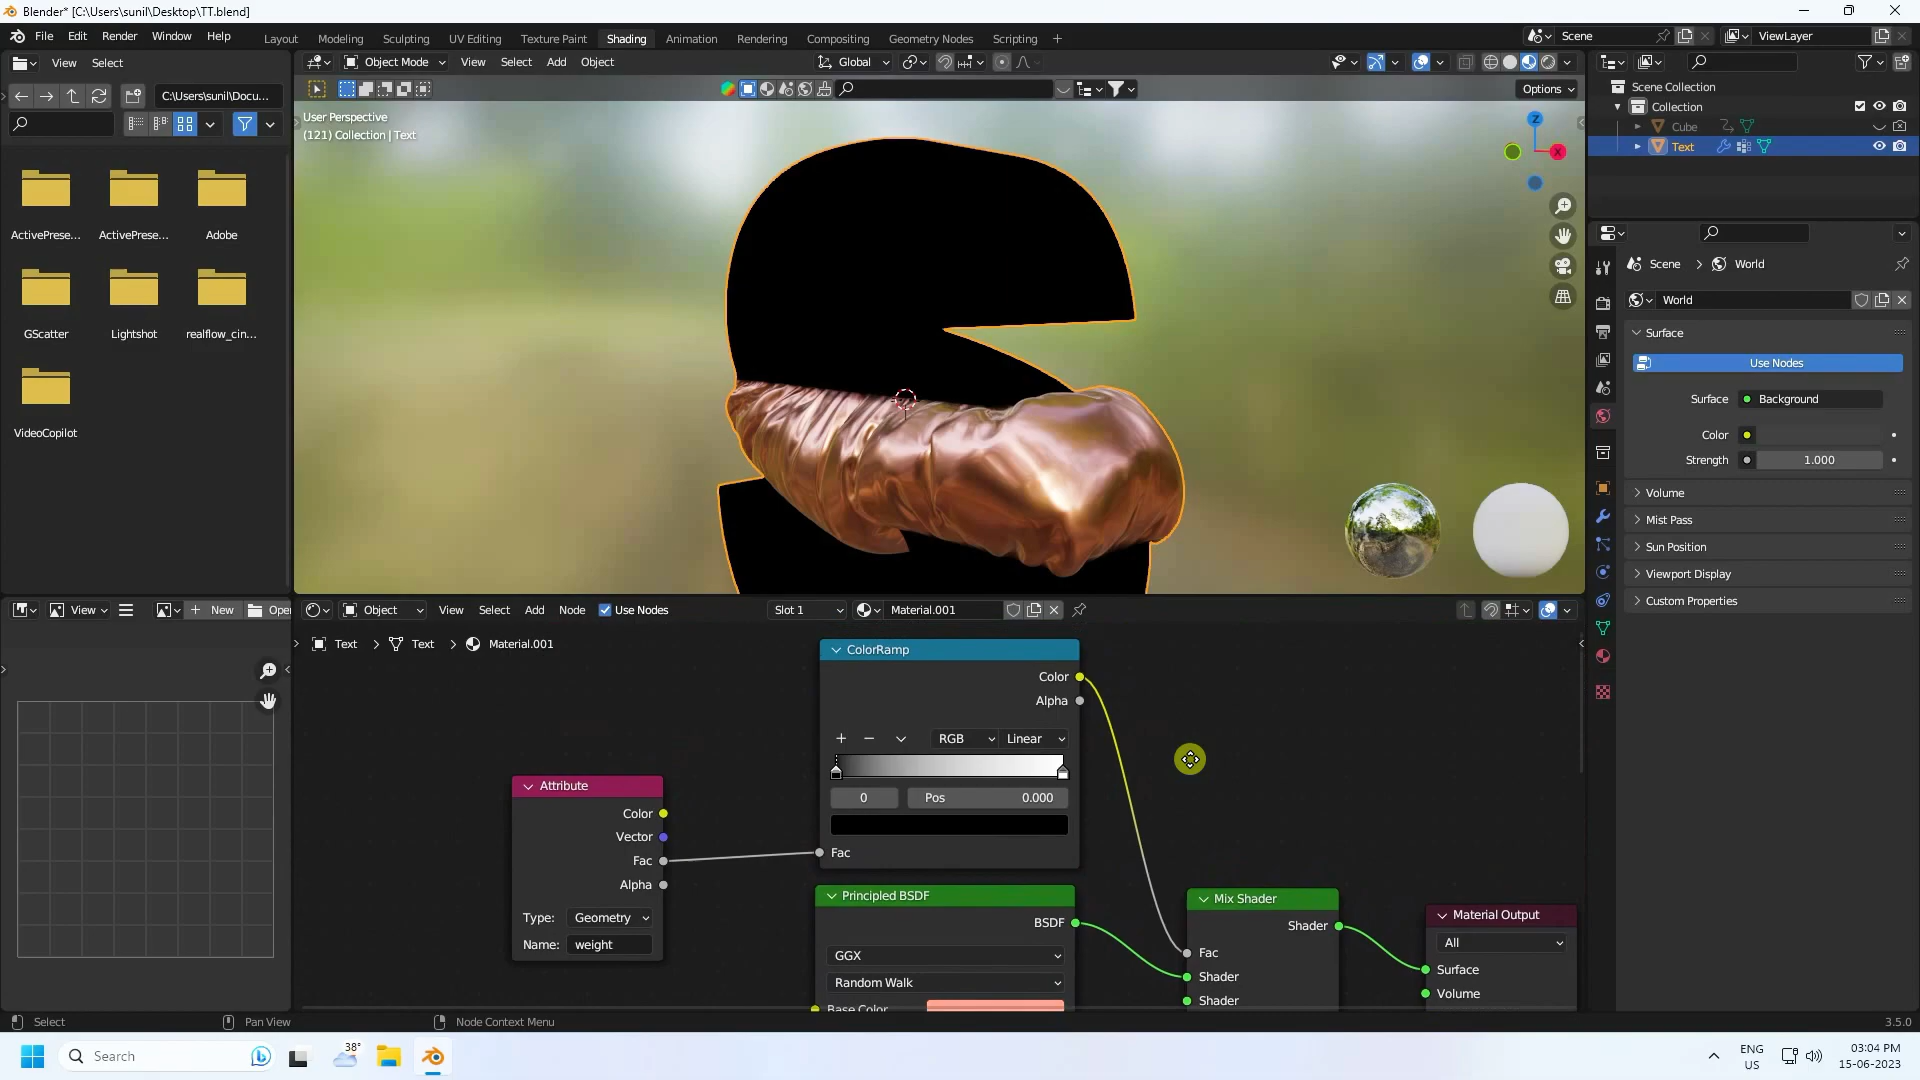 Blender* [C:\Users\sunil\Desktop\TT.blend]
File Edit Render Window Help
Layout Modeling Sculpting UV Editing Texture Paint Shading Animation Rendering Compositing Geometry Nodes Scripting +
Scene
ViewLayer
View Select
Object Mode View Select Add Object
Global
C:\Users\sunil\Docu...
Options
User Perspective
(121) Collection | Text
Z
X
ActivePrese... ActivePrese... Adobe
GScatter Lightshot realflow_cin...
VideoCopilot
Scene Collection
Collection
Cube
Text
Scene > World
World
Surface
Use Nodes
Surface Background
Color
Strength 1.000
Volume
Mist Pass
Sun Position
Viewport Display
Custom Properties
View + New Oper
Object View Select Add Node Use Nodes Slot 1 Material.001
Text > Text > Material.001
ColorRamp
Color
Alpha
+ − RGB Linear
0 Pos 0.000
Fac
Attribute
Color
Vector
Fac
Alpha
Type: Geometry
Name: weight
Principled BSDF
BSDF
GGX
Random Walk
Base Color
Mix Shader
Shader
Fac
Shader
Shader
Material Output
All
Surface
Volume
Select Pan View Node Context Menu 3.5.0
Search
38°
ENG
US
03:04 PM
15-06-2023